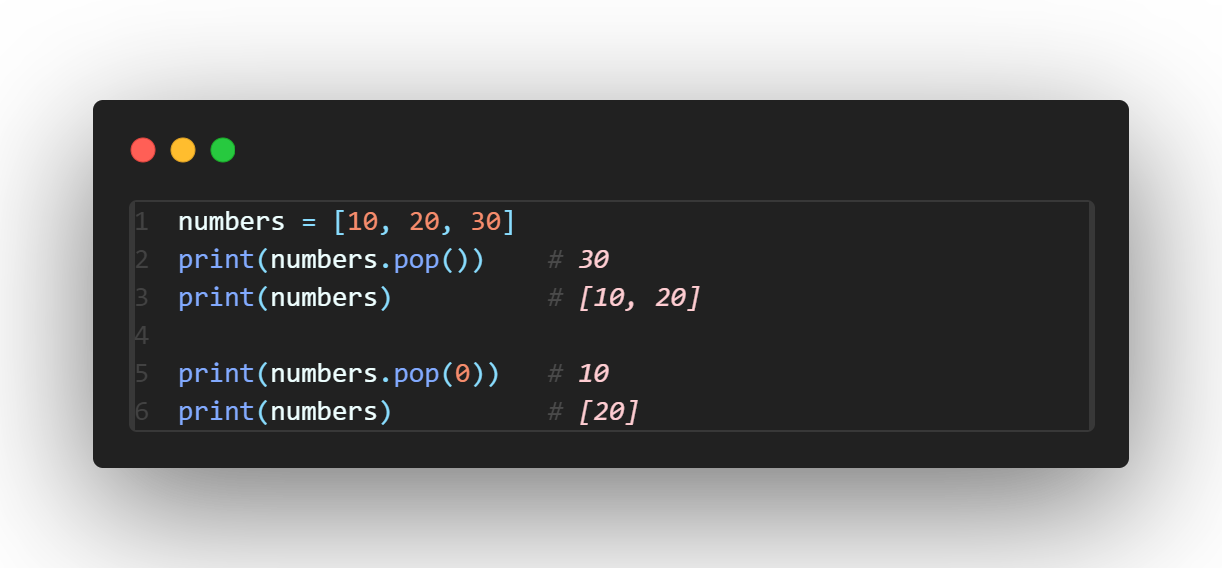 1 numbers = [10, 20, 30]
2 print(numbers.pop())    # 30
3 print(numbers)          # [10, 20]
4
5 print(numbers.pop(0))   # 10
6 print(numbers)          # [20]